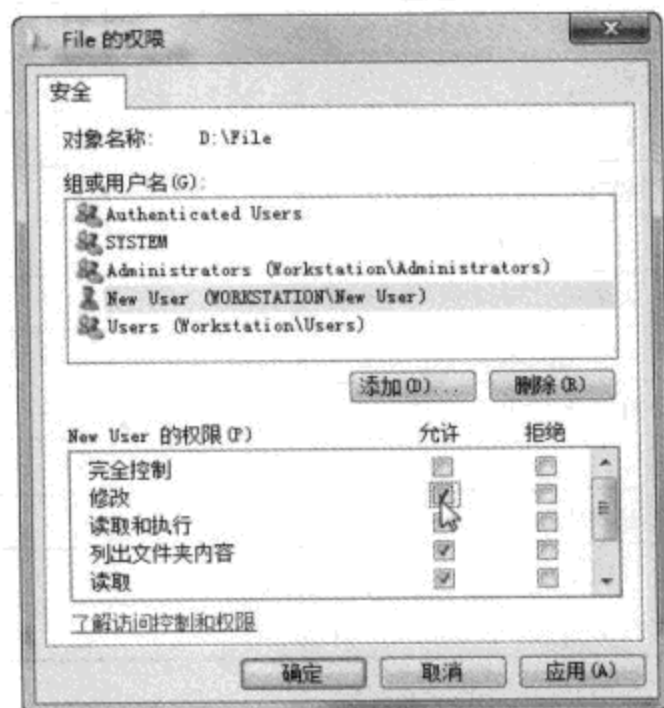 File 的权限
安全
对象名称: D:\File
组或用户名(G):
Authenticated Users
SYSTEM
Administrators (Workstation\Administrators)
New User (WORKSTATION\New User)
Users (Workstation\Users)
添加(D)... 删除(R)
New User 的权限(P) 允许 拒绝
完全控制
修改
读取和执行
列出文件夹内容
读取
了解访问控制和权限
确定 取消 应用(A)